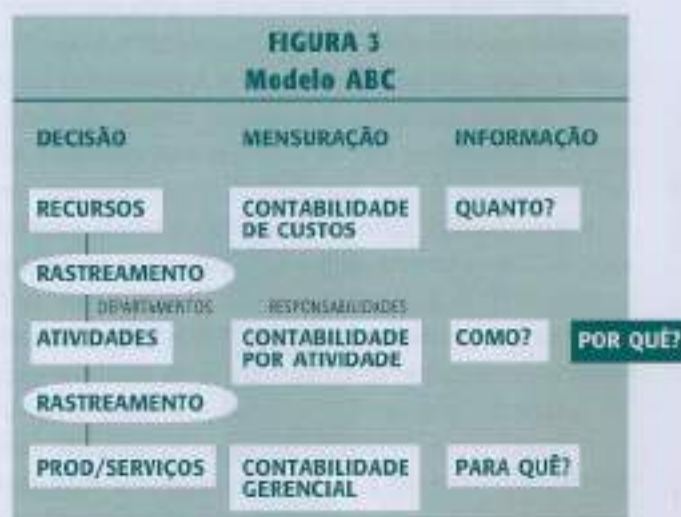 FIGURA 3
Modelo ABC
DECISÃO MENSURAÇÃO INFORMAÇÃO
RECURSOS CONTABILIDADE QUANTO?
DE CUSTOS
RASTREAMENTO
DEPARTAMENTOS RESPONSABILIDADES
ATIVIDADES CONTABILIDADE COMO? POR QUÊ?
POR ATIVIDADE
RASTREAMENTO
PROD/SERVIÇOS CONTABILIDADE PARA QUÊ?
GERENCIAL